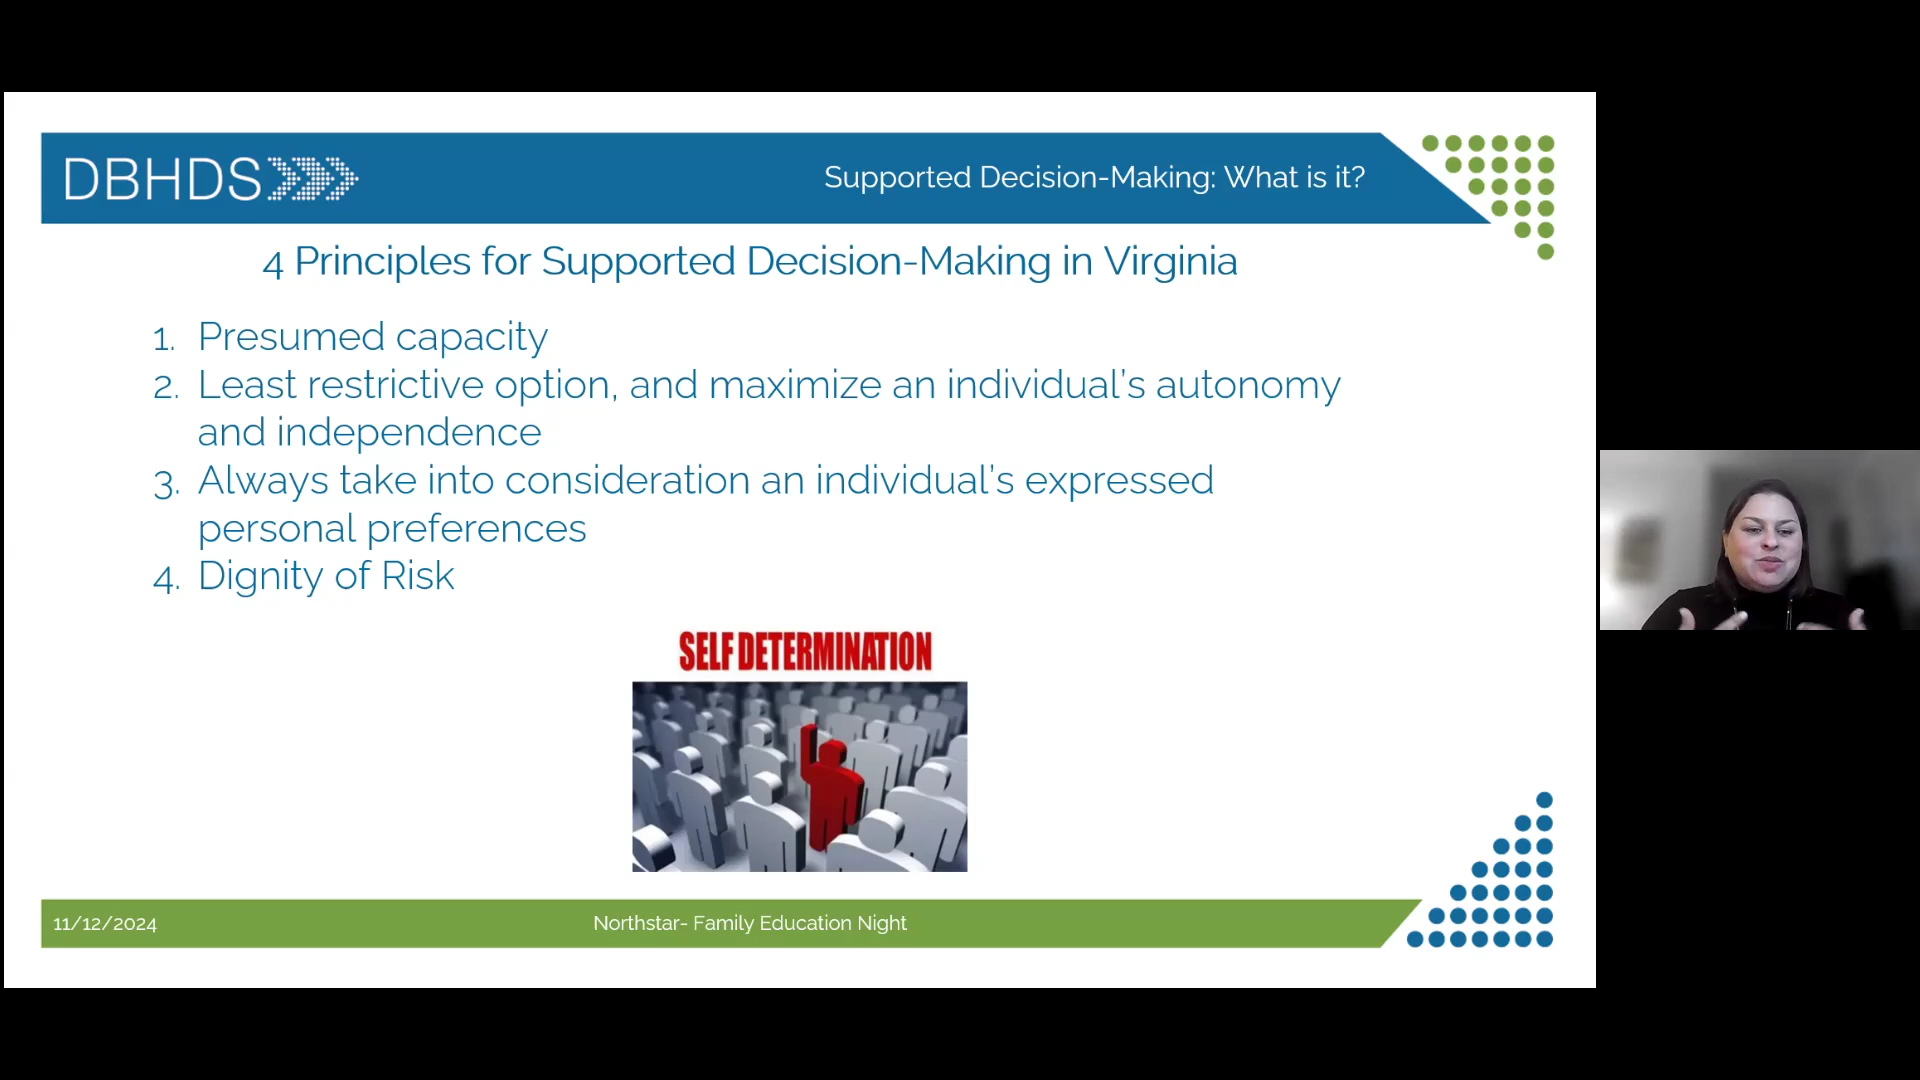 DBHDS
Supported Decision-Making: What is it?
4 Principles for Supported Decision-Making in Virginia
1. Presumed capacity
2. Least restrictive option, and maximize an individual's autonomy
and independence
3. Always take into consideration an individual's expressed
personal preferences
4. Dignity of Risk
SELF DETERMINATION
11/12/2024
Northstar- Family Education Night